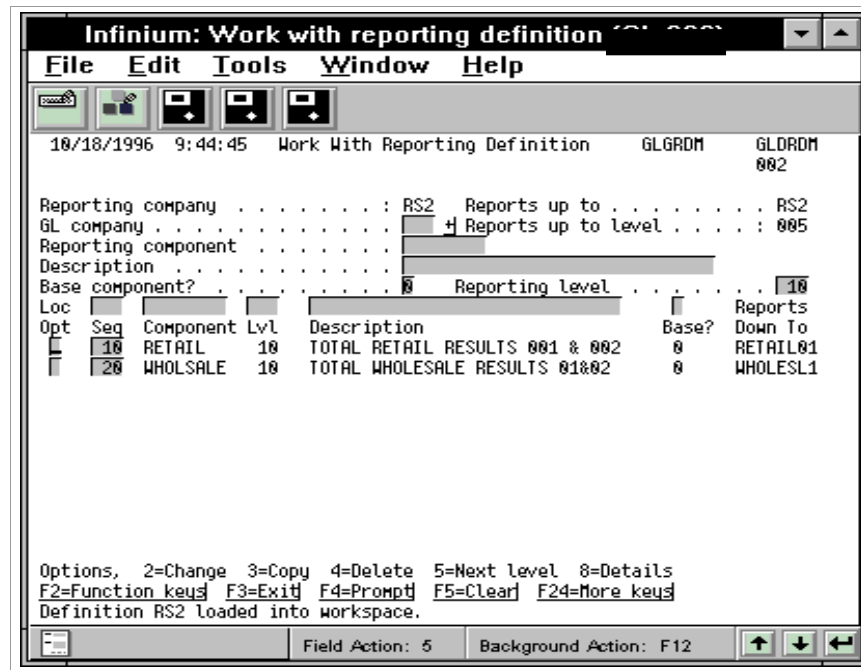 Infinium: Work with reporting definition
File Edit Tools Window Help
10/18/1996 9:44:45 Work With Reporting Definition GLGRDM GLDRDM
002
Reporting company . . . . . . . : RS2 Reports up to . . . . . . . RS2
GL company . . . . . . . . . . . + Reports up to level . . . . : 005
Reporting component . . . . . . .
Description . . . . . . . . . . .
Base component? . . . . . . . . . 0 Reporting level . . . . . . . 10
Loc Reports
Opt Seq Component Lvl Description Base? Down To
10 RETAIL 10 TOTAL RETAIL RESULTS 001 & 002 0 RETAIL01
20 WHOLSALE 10 TOTAL WHOLESALE RESULTS 01&02 0 WHOLESL1
Options, 2=Change 3=Copy 4=Delete 5=Next level 8=Details
F2=Function keys F3=Exit F4=Prompt F5=Clear F24=More keys
Definition RS2 loaded into workspace.
Field Action: 5 Background Action: F12